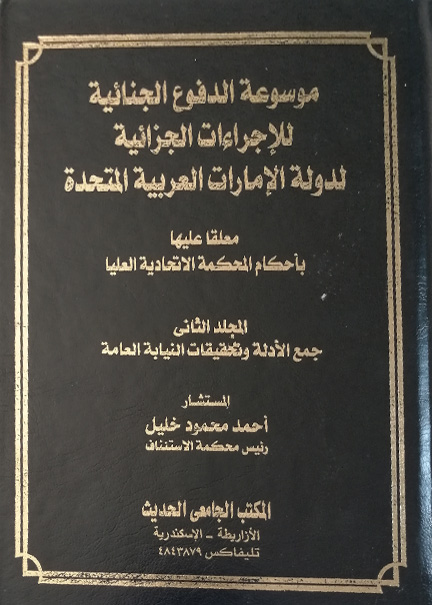 موسوعة الدفوع الجنائية
للإجراءات الجزائية
لدولة الإمارات العربية المتحدة
معلقا عليها
بأحكام المحكمة الاتحادية العليا
المجلد الثانى
جمع الأدلة وتحقيقات النيابة العامة
المستشار
أحمد محمود خليل
رئيس محكمة الاستئناف
المكتب الجامعى الحديث
الأزاريطة - الإسكندرية
تليفاكس ٤٨٤٣٨٧٩